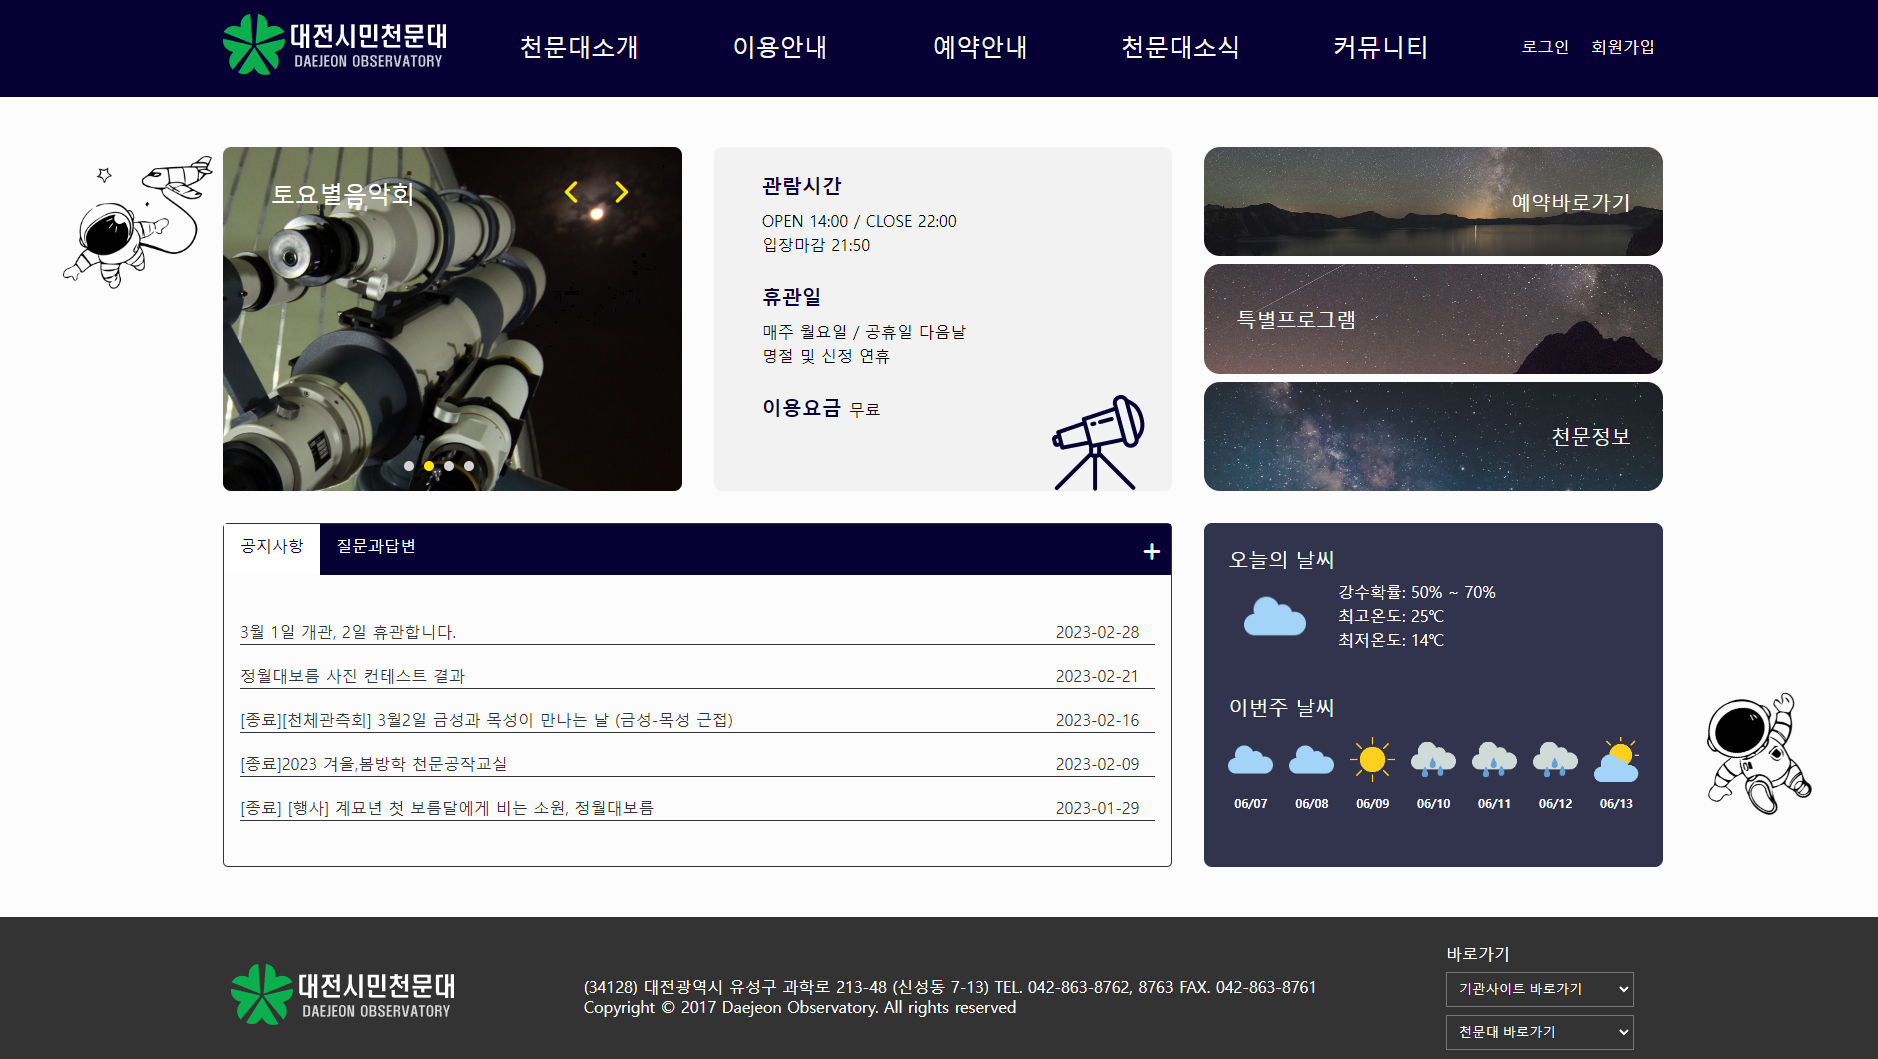 대전시민천문대
DAEJEON OBSERVATORY
천문대소개
이용안내
예약안내
천문대소식
커뮤니티
로그인
회원가입
토요별음악회
관람시간
OPEN 14:00 / CLOSE 22:00
입장마감 21:50
휴관일
매주 월요일 / 공휴일 다음날
명절 및 신정 연휴
이용요금 무료
예약바로가기
특별프로그램
천문정보
공지사항
질문과답변
3월 1일 개관, 2일 휴관합니다. 2023-02-28
정월대보름 사진 컨테스트 결과 2023-02-21
[종료][천체관측회] 3월2일 금성과 목성이 만나는 날 (금성-목성 근접) 2023-02-16
[종료]2023 겨울,봄방학 천문공작교실 2023-02-09
[종료] [행사] 계묘년 첫 보름달에게 비는 소원, 정월대보름 2023-01-29
오늘의 날씨
강수확률: 50% ~ 70%
최고온도: 25℃
최저온도: 14℃
이번주 날씨
06/07 06/08 06/09 06/10 06/11 06/12 06/13
대전시민천문대
DAEJEON OBSERVATORY
(34128) 대전광역시 유성구 과학로 213-48 (신성동 7-13) TEL. 042-863-8762, 8763 FAX. 042-863-8761
Copyright © 2017 Daejeon Observatory. All rights reserved
바로가기
기관사이트 바로가기
천문대 바로가기